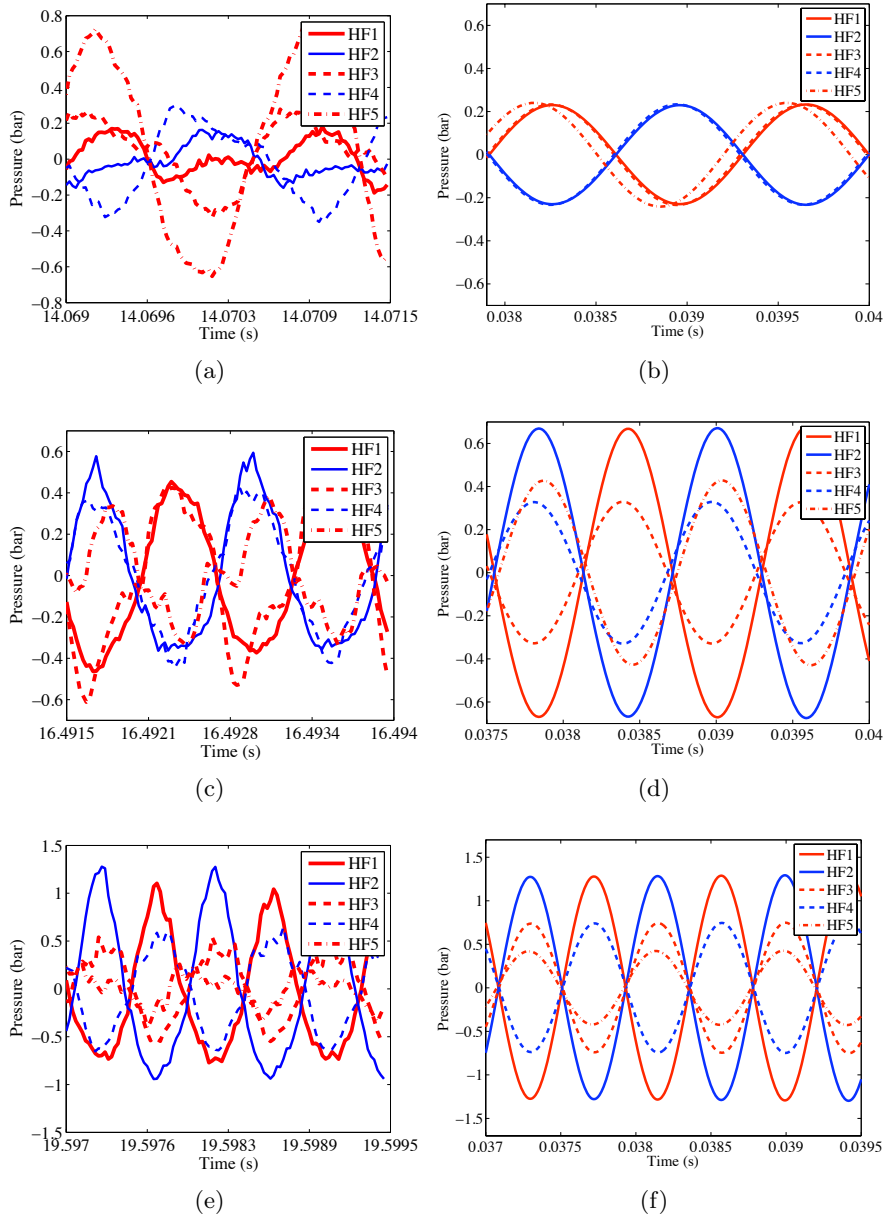 0.8
0.6
0.4
0.2
0
−0.2
−0.4
−0.6
−0.8
Pressure (bar)
14.069
14.0696
14.0703
14.0709
14.0715
Time (s)
HF1
HF2
HF3
HF4
HF5
(a)
0.6
0.4
0.2
0
−0.2
−0.4
−0.6
Pressure (bar)
0.038
0.0385
0.039
0.0395
0.04
Time (s)
HF1
HF2
HF3
HF4
HF5
(b)
0.6
0.4
0.2
0
−0.2
−0.4
−0.6
Pressure (bar)
16.4915
16.4921
16.4928
16.4934
16.494
Time (s)
HF1
HF2
HF3
HF4
HF5
(c)
0.6
0.4
0.2
0
−0.2
−0.4
−0.6
Pressure (bar)
0.0375
0.038
0.0385
0.039
0.0395
0.04
Time (s)
HF1
HF2
HF3
HF4
HF5
(d)
1.5
1
0.5
0
−0.5
−1
−1.5
Pressure (bar)
19.597
19.5976
19.5983
19.5989
19.5995
Time (s)
HF1
HF2
HF3
HF4
HF5
(e)
1.5
1
0.5
0
−0.5
−1
−1.5
Pressure (bar)
0.037
0.0375
0.038
0.0385
0.039
0.0395
Time (s)
HF1
HF2
HF3
HF4
HF5
(f)